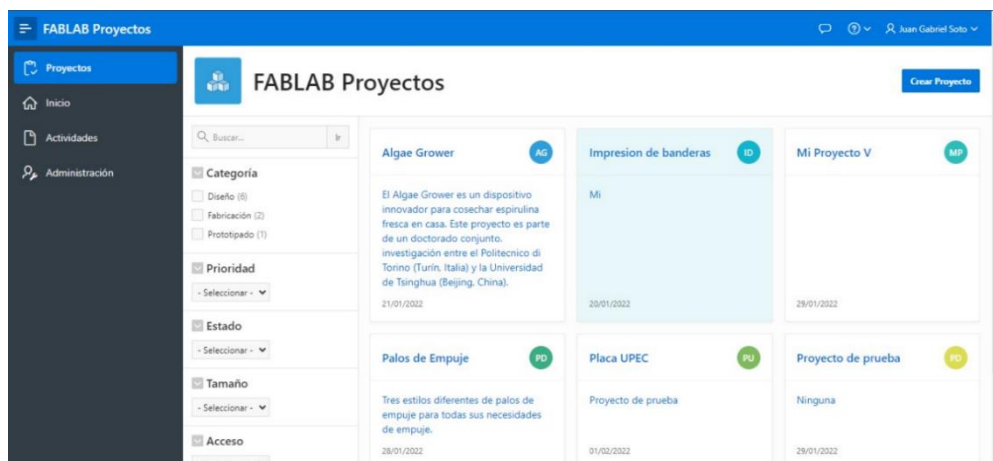 FABLAB Proyectos
Juan Gabriel Soto
Proyectos
Inicio
Actividades
Administración
FABLAB Proyectos
Crear Proyecto
Buscar...
Ir
Categoría
Diseño (6)
Fabricación (2)
Prototipado (1)
Prioridad
- Seleccionar -
Estado
- Seleccionar -
Tamaño
- Seleccionar -
Acceso
Algae Grower
AG
El Algae Grower es un dispositivo
innovador para cosechar espirulina
fresca en casa. Este proyecto es parte
de un doctorado conjunto.
investigación entre el Politecnico di
Torino (Turín, Italia) y la Universidad
de Tsinghua (Beijing, China).
21/01/2022
Impresion de banderas
ID
Mi
20/01/2022
Mi Proyecto V
MP
29/01/2022
Palos de Empuje
PD
Tres estilos diferentes de palos de
empuje para todas sus necesidades
de empuje.
28/01/2022
Placa UPEC
PU
Proyecto de prueba
01/02/2022
Proyecto de prueba
PD
Ninguna
29/01/2022